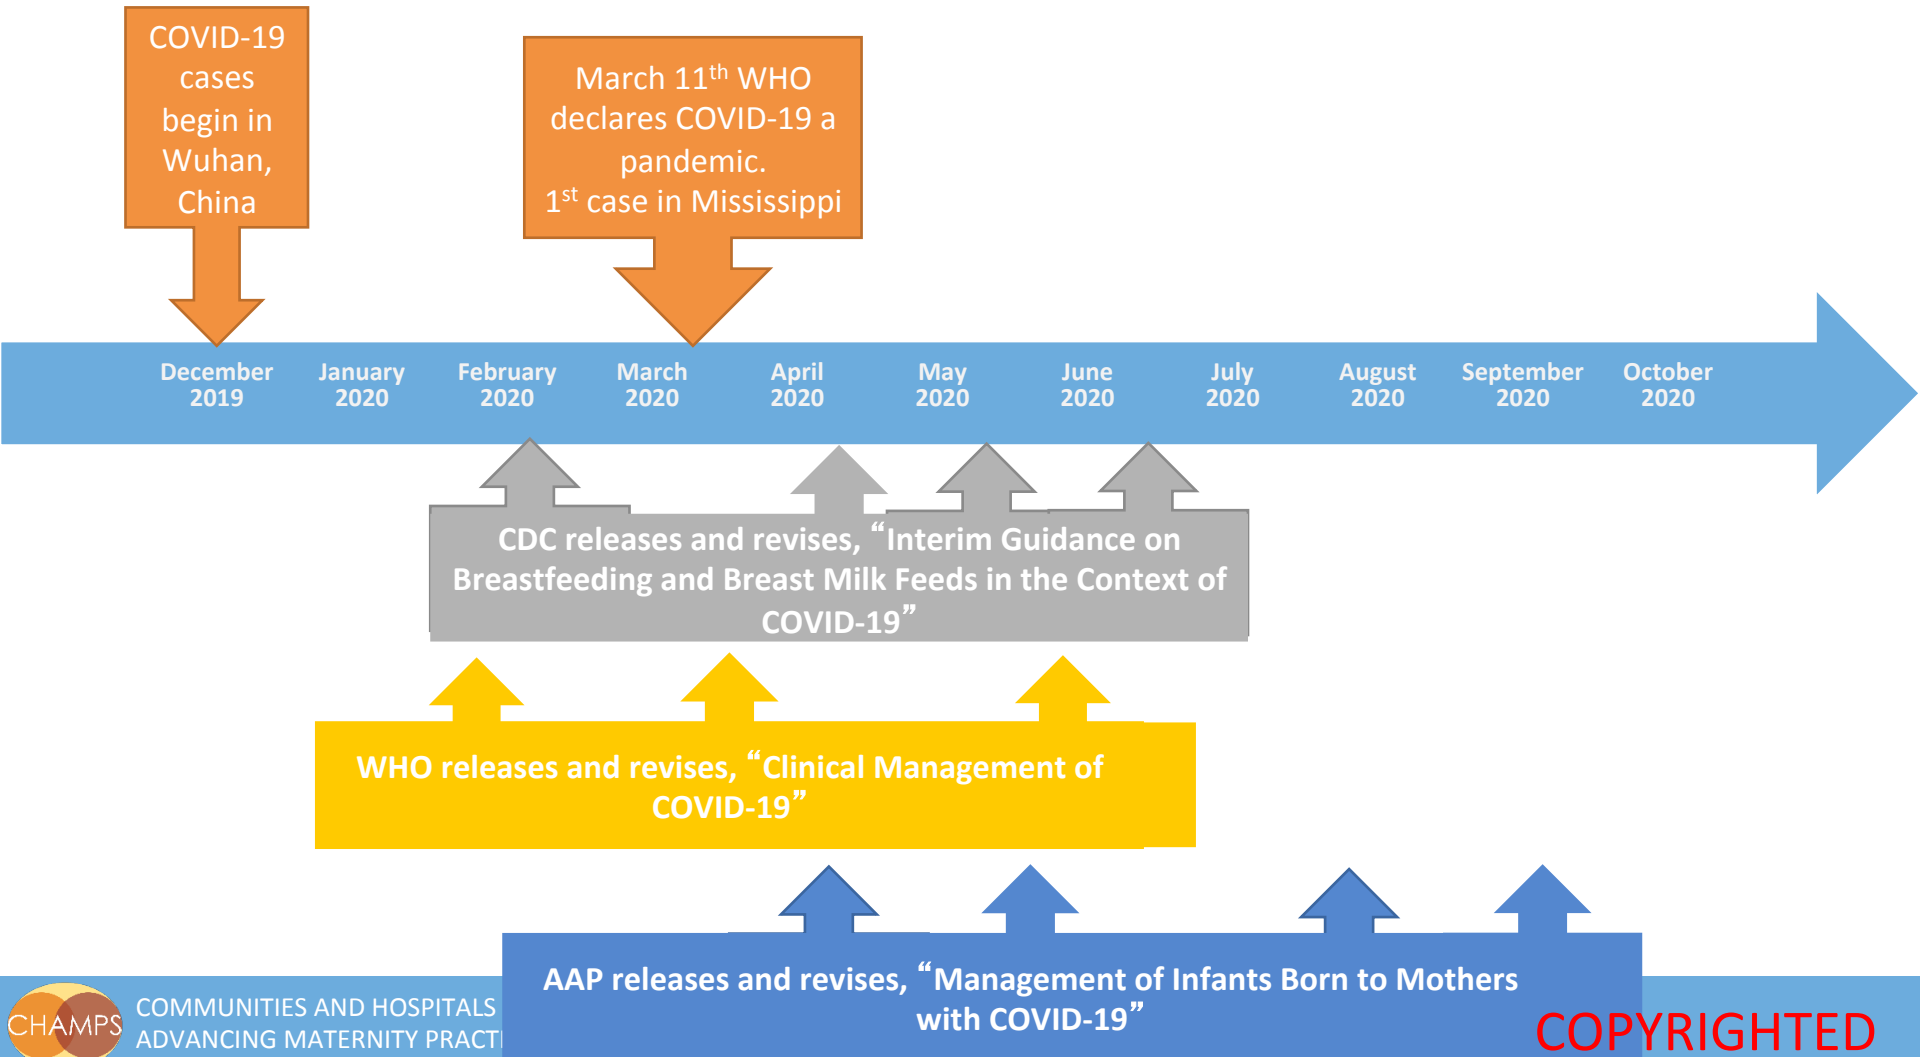 COVID-19
cases
begin in
Wuhan,
China
March 11th WHO
declares COVID-19 a
pandemic.
1st case in Mississippi
December
2019
January
2020
February
2020
March
2020
April
2020
May
2020
June
2020
July
2020
August
2020
September
2020
October
2020
CDC releases and revises, “Interim Guidance on
Breastfeeding and Breast Milk Feeds in the Context of
COVID-19”
WHO releases and revises, “Clinical Management of
COVID-19”
AAP releases and revises, “Management of Infants Born to Mothers
with COVID-19”
CHAMPS
COMMUNITIES AND HOSPITALS
ADVANCING MATERNITY PRACTI
COPYRIGHTED